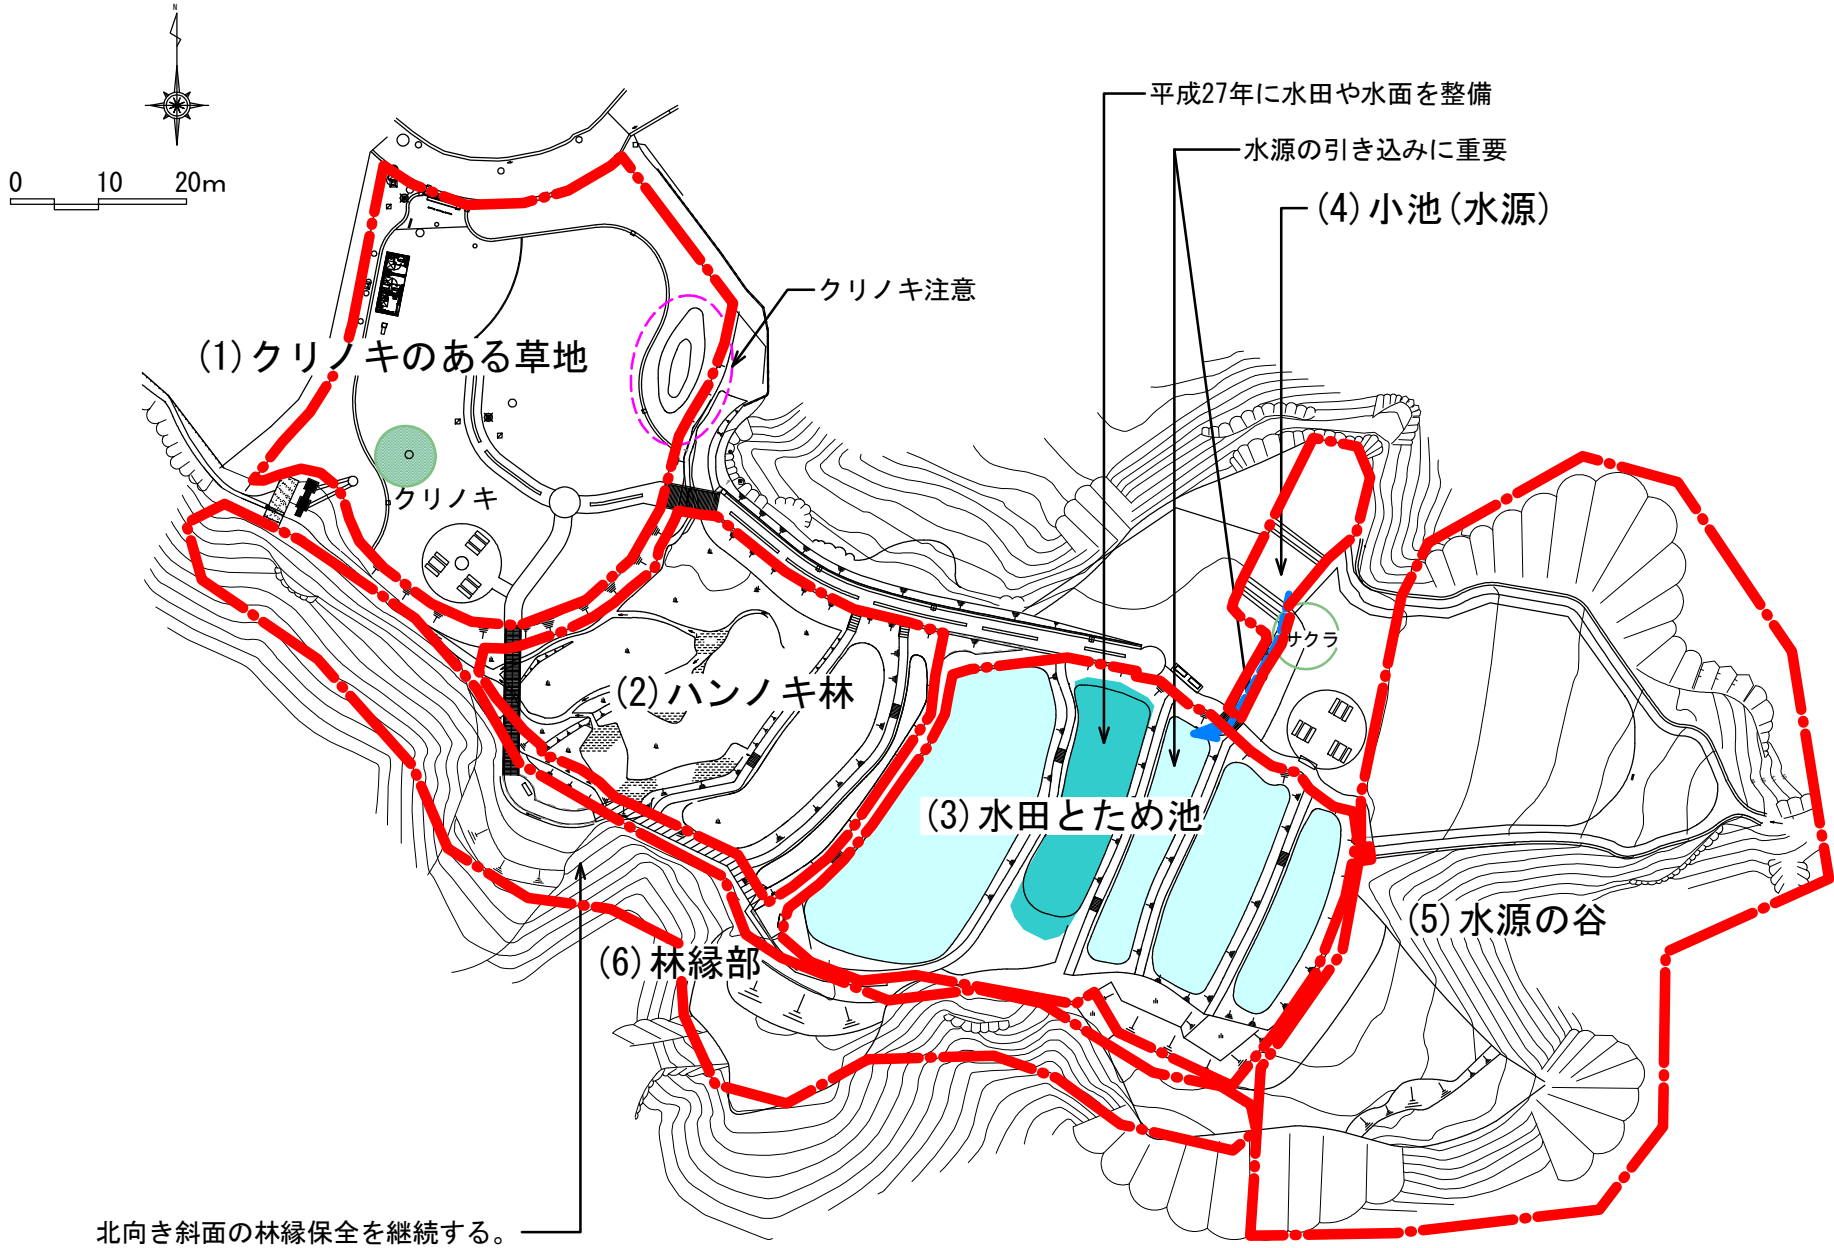 N
平成27年に水田や水面を整備
水源の引き込みに重要
0 10 20m
(4)小池(水源)
クリノキ注意
(1)クリノキのある草地
クリノキ
サクラ
(2)ハンノキ林
(3)水田とため池
(5)水源の谷
(6)林縁部
北向き斜面の林縁保全を継続する。